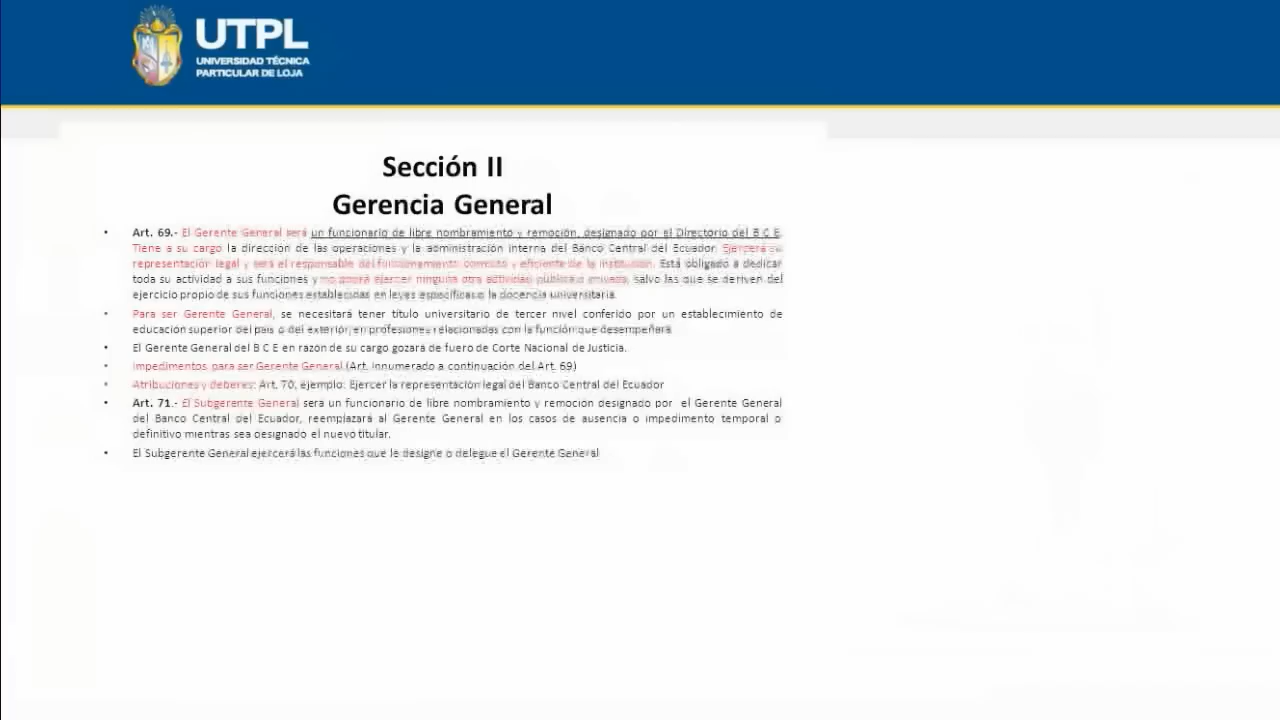 UTPL
UNIVERSIDAD TÉCNICA
PARTICULAR DE LOJA
Sección II
Gerencia General
• Art. 69.- El Gerente General será un funcionario de libre nombramiento y remoción, designado por el Directorio del B C E.
Tiene a su cargo la dirección de las operaciones y la administración interna del Banco Central del Ecuador. Ejercerá su
representación legal y será el responsable del funcionamiento correcto y eficiente de la institución. Está obligado a dedicar
toda su actividad a sus funciones y no podrá ejercer ninguna otra actividad pública o privada, salvo las que se deriven del
ejercicio propio de sus funciones establecidas en leyes específicas o la docencia universitaria.
• Para ser Gerente General, se necesitará tener título universitario de tercer nivel conferido por un establecimiento de
educación superior del país o del exterior, en profesiones relacionadas con la función que desempeñará
• El Gerente General del B C E en razón de su cargo gozará de fuero de Corte Nacional de Justicia.
• Impedimentos para ser Gerente General (Art. innumerado a continuación del Art. 69)
• Atribuciones y deberes: Art. 70, ejemplo: Ejercer la representación legal del Banco Central del Ecuador
• Art. 71.- El Subgerente General será un funcionario de libre nombramiento y remoción designado por el Gerente General
del Banco Central del Ecuador, reemplazará al Gerente General en los casos de ausencia o impedimento temporal o
definitivo mientras sea designado el nuevo titular.
• El Subgerente General ejercerá las funciones que le designe o delegue el Gerente General